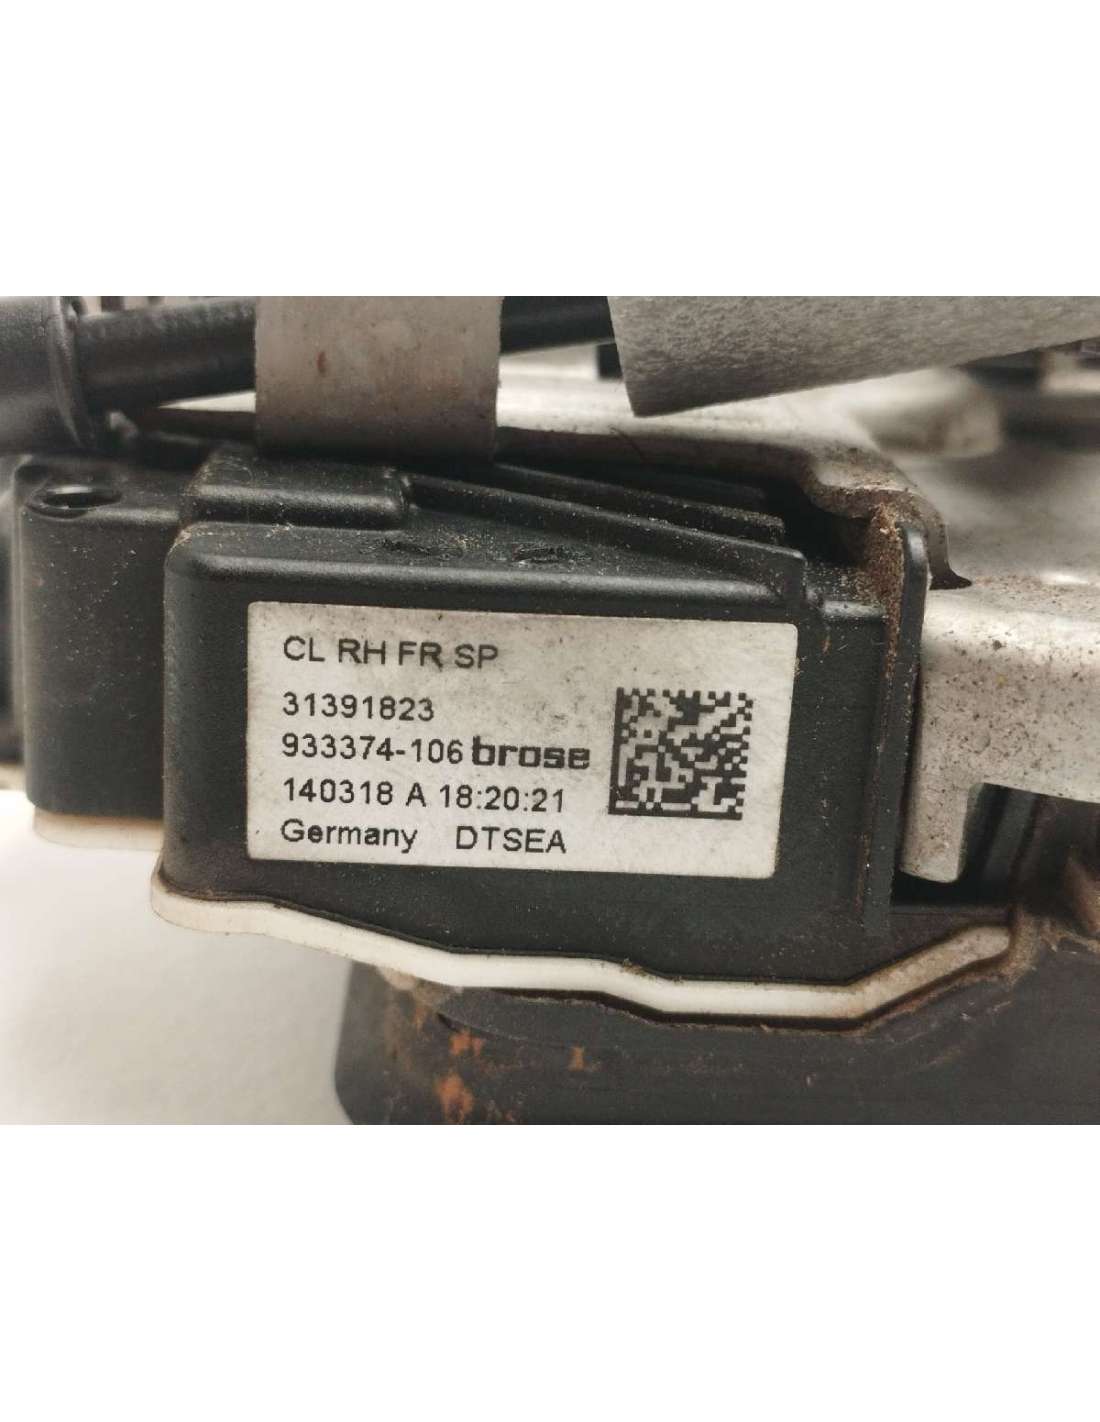 CL RH FR SP
31391823
933374-106 brose
140318 A 18:20:21
Germany DTSEA